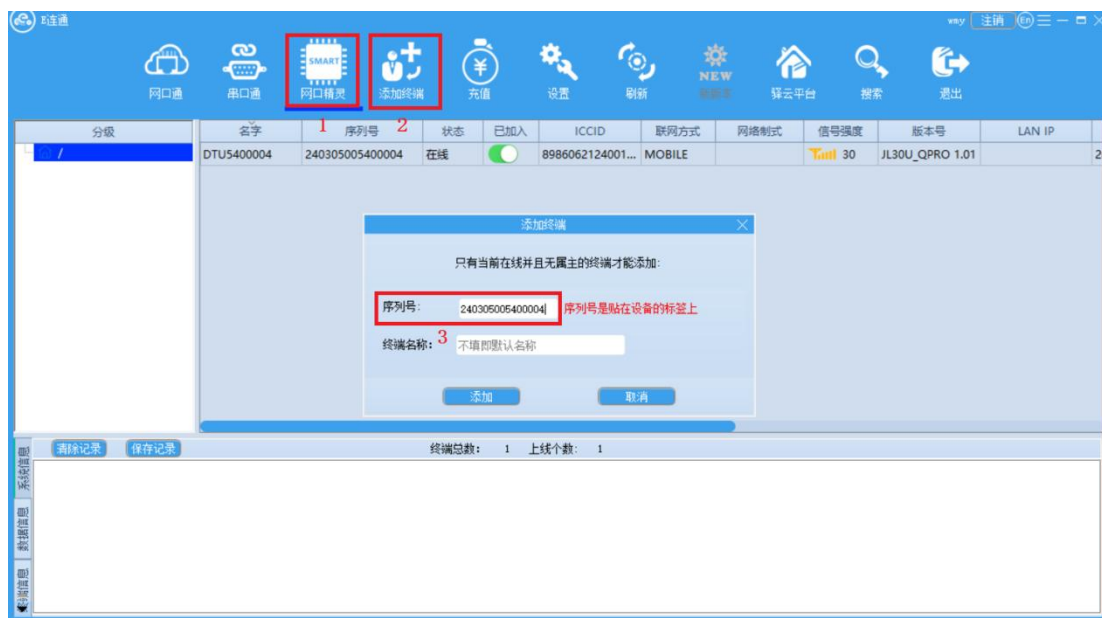 E连通
wmy 注销 En
网口通 串口通 SMART 网口精灵 添加终端 充值 设置 刷新 NEW 驿云平台 搜索 退出
1 2
分级 名字 序列号 状态 已加入 ICCID 联网方式 网络制式 信号强度 版本号 LAN IP
/ DTU5400004 240305005400004 在线 8986062124001... MOBILE 30 JL30U_QPRO 1.01 2
添加终端
只有当前在线并且无属主的终端才能添加:
序列号: 240305005400004 序列号是贴在设备的标签上
终端名称: 3 不填即默认名称
添加 取消
清除记录 保存记录 终端总数: 1 上线个数: 1
系统信息
数据信息
终端信息